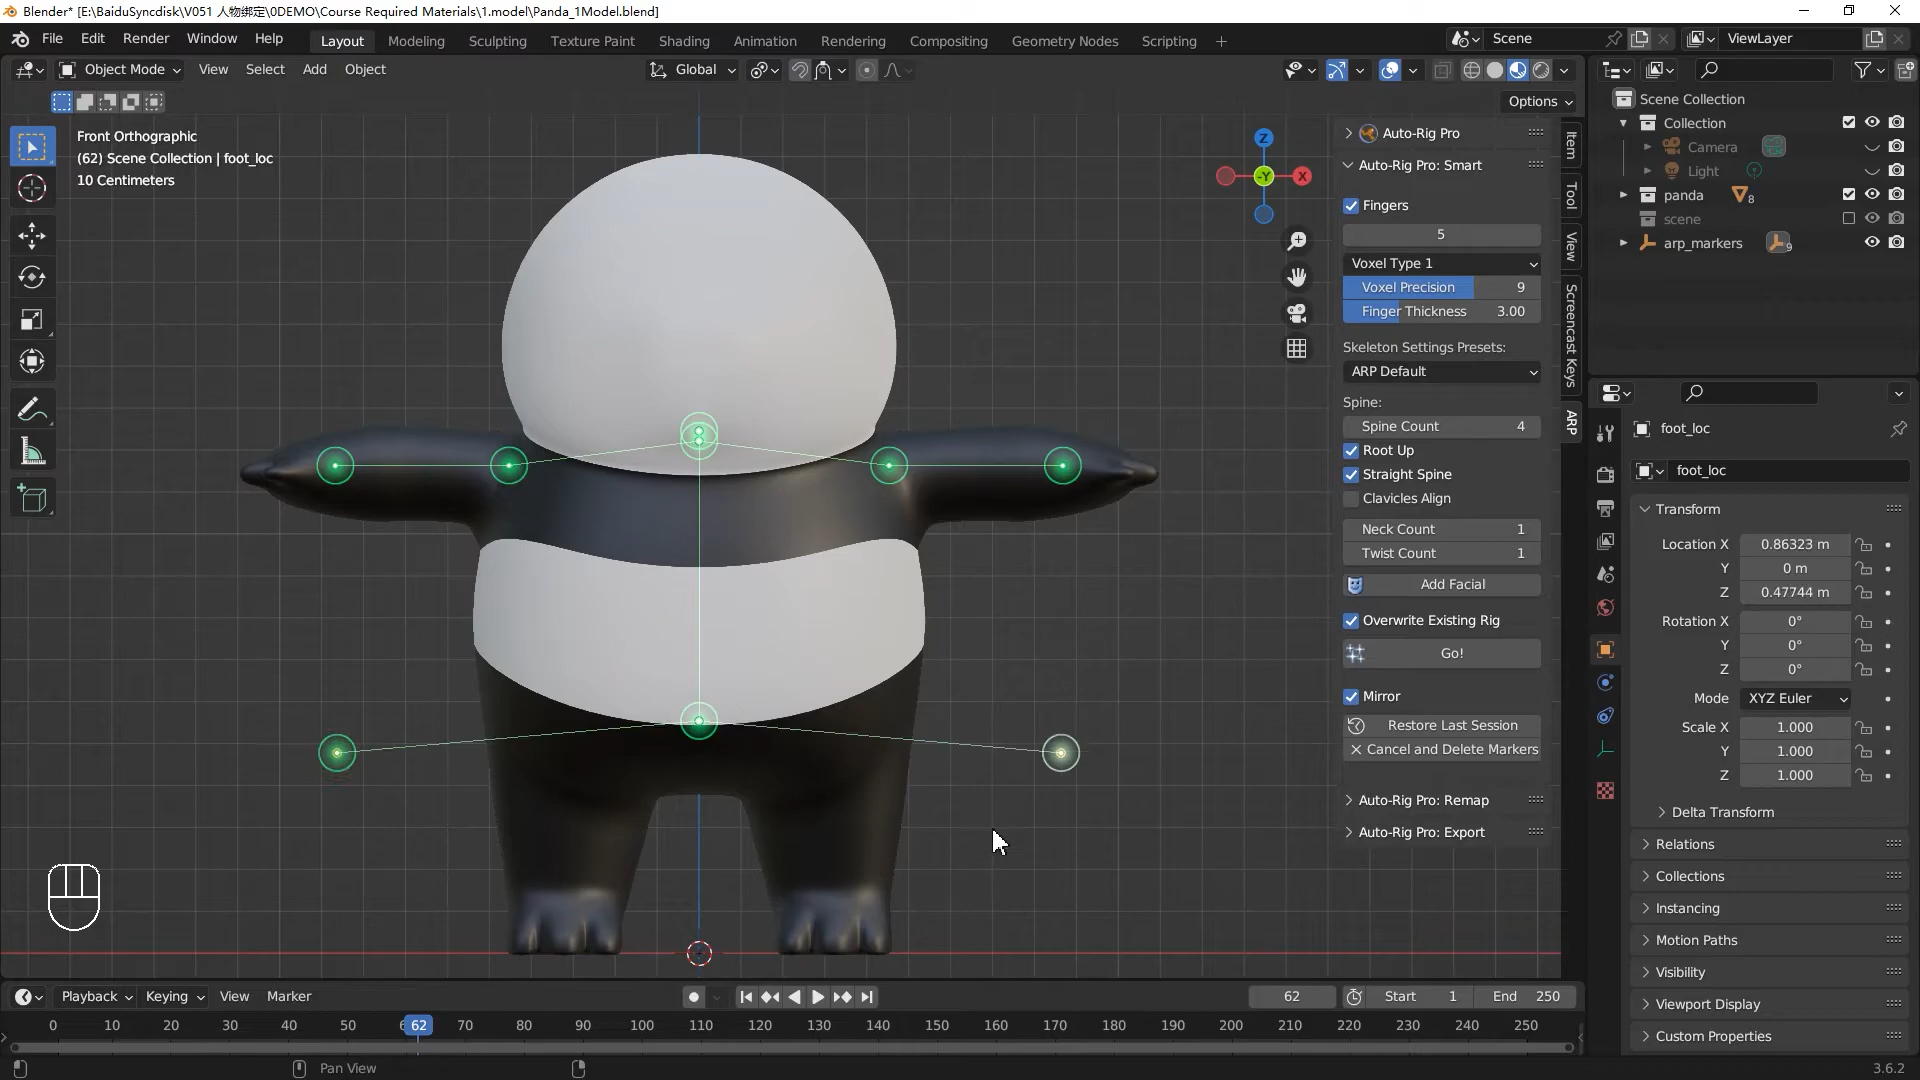 Blender* [E:\BaiduSyncdisk\V051 人物绑定\0DEMO\Course Required Materials\1.model\Panda_1Model.blend]
File Edit Render Window Help Layout Modeling Sculpting Texture Paint Shading Animation Rendering Compositing Geometry Nodes Scripting + Scene ViewLayer
Object Mode View Select Add Object Global
Options
Front Orthographic
(62) Scene Collection | foot_loc
10 Centimeters
Z
-Y
X
Auto-Rig Pro
Auto-Rig Pro: Smart
Fingers
5
Voxel Type 1
Voxel Precision 9
Finger Thickness 3.00
Skeleton Settings Presets:
ARP Default
Spine:
Spine Count 4
Root Up
Straight Spine
Clavicles Align
Neck Count 1
Twist Count 1
Add Facial
Overwrite Existing Rig
Go!
Mirror
Restore Last Session
Cancel and Delete Markers
Auto-Rig Pro: Remap
Auto-Rig Pro: Export
Item
Tool
View
Screencast Keys
ARP
Scene Collection
Collection
Camera
Light
panda 8
scene
arp_markers 9
foot_loc
foot_loc
Transform
Location X 0.86323 m
Y 0 m
Z 0.47744 m
Rotation X 0°
Y 0°
Z 0°
Mode XYZ Euler
Scale X 1.000
Y 1.000
Z 1.000
Delta Transform
Relations
Collections
Instancing
Motion Paths
Visibility
Viewport Display
Custom Properties
Playback Keying View Marker 62 Start 1 End 250
0 10 20 30 40 50 62 70 80 90 100 110 120 130 140 150 160 170 180 190 200 210 220 230 240 250
Pan View 3.6.2